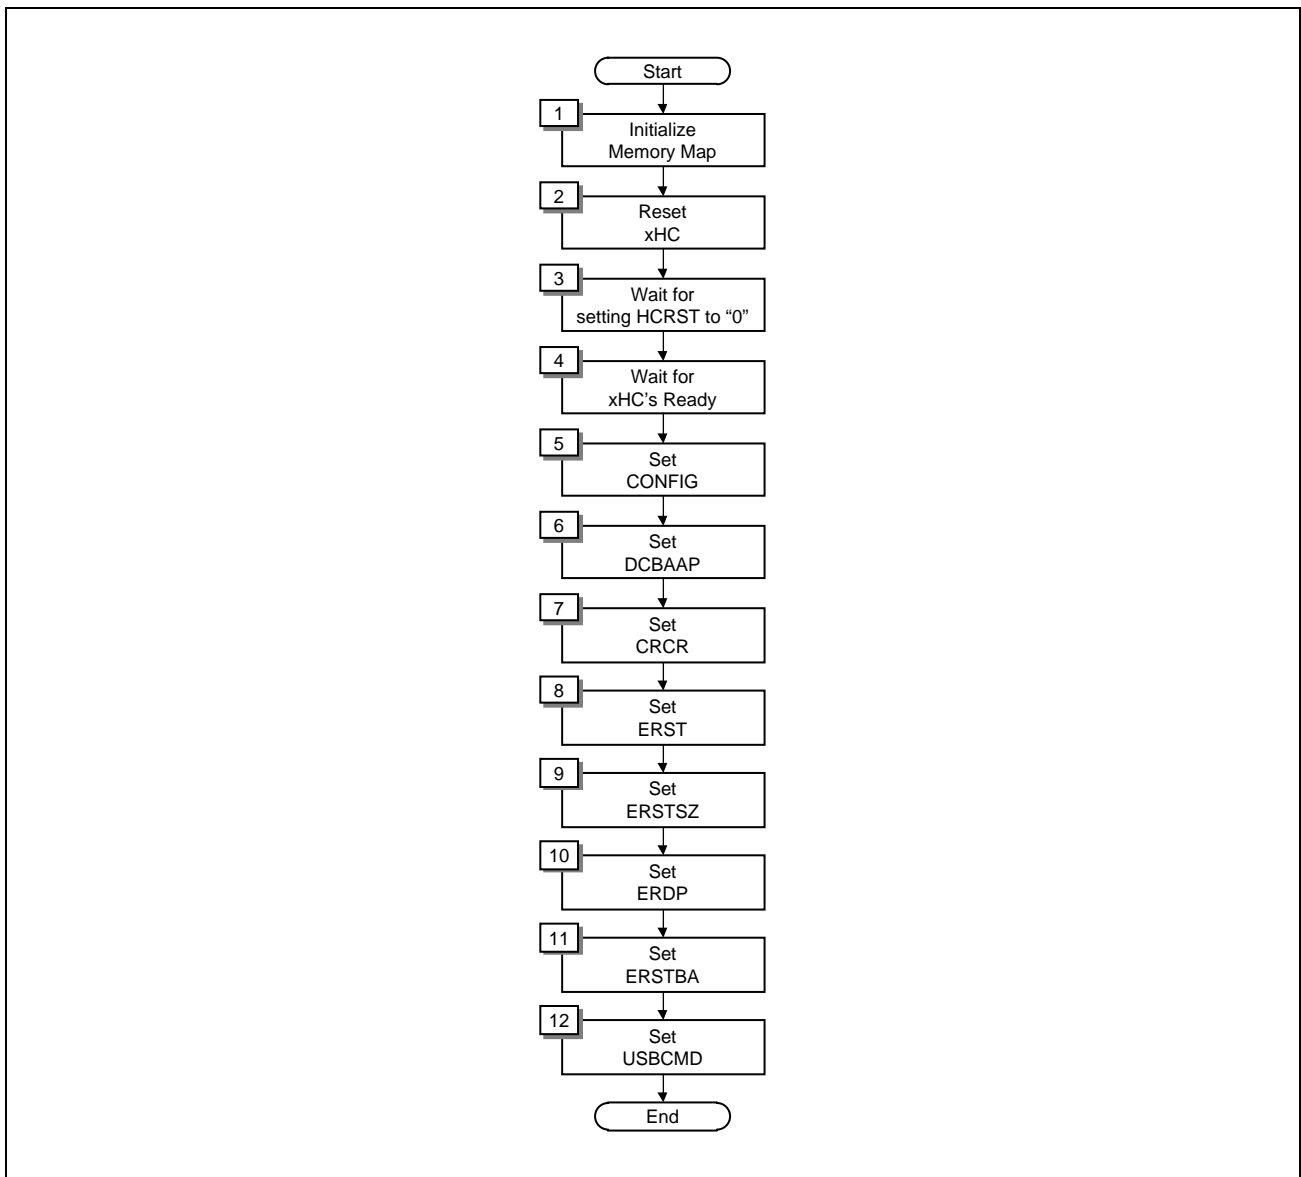 Start
1
Initialize
Memory Map
2
Reset
xHC
3
Wait for
setting HCRST to “0”
4
Wait for
xHC’s Ready
5
Set
CONFIG
6
Set
DCBAAP
7
Set
CRCR
8
Set
ERST
9
Set
ERSTSZ
10
Set
ERDP
11
Set
ERSTBA
12
Set
USBCMD
End